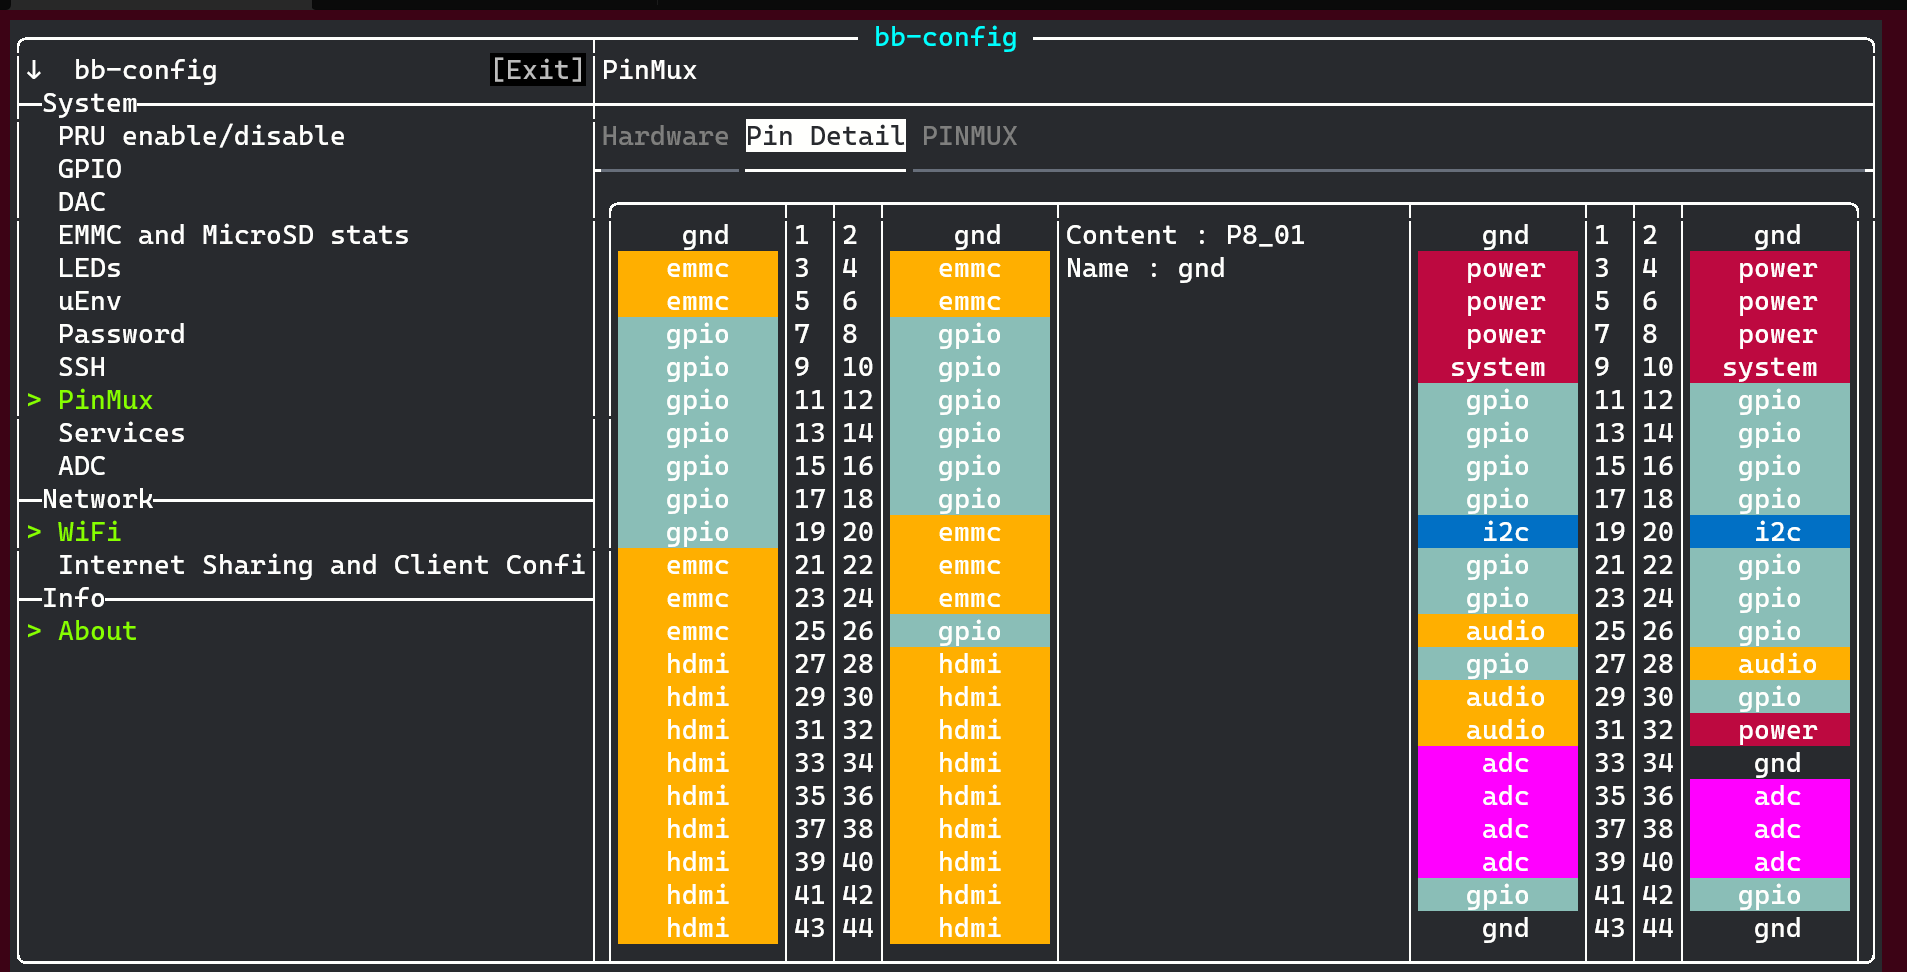 bb-config
↓ bb-config [Exit] PinMux
System
PRU enable/disable Hardware Pin Detail PINMUX
GPIO
DAC
EMMC and MicroSD stats gnd 1 2 gnd Content : P8_01 gnd 1 2 gnd
LEDs emmc 3 4 emmc Name : gnd power 3 4 power
uEnv emmc 5 6 emmc power 5 6 power
Password gpio 7 8 gpio power 7 8 power
SSH gpio 9 10 gpio system 9 10 system
> PinMux gpio 11 12 gpio gpio 11 12 gpio
Services gpio 13 14 gpio gpio 13 14 gpio
ADC gpio 15 16 gpio gpio 15 16 gpio
Network gpio 17 18 gpio gpio 17 18 gpio
> WiFi gpio 19 20 emmc i2c 19 20 i2c
Internet Sharing and Client Confi emmc 21 22 emmc gpio 21 22 gpio
Info emmc 23 24 emmc gpio 23 24 gpio
> About emmc 25 26 gpio audio 25 26 gpio
hdmi 27 28 hdmi gpio 27 28 audio
hdmi 29 30 hdmi audio 29 30 gpio
hdmi 31 32 hdmi audio 31 32 power
hdmi 33 34 hdmi adc 33 34 gnd
hdmi 35 36 hdmi adc 35 36 adc
hdmi 37 38 hdmi adc 37 38 adc
hdmi 39 40 hdmi adc 39 40 adc
hdmi 41 42 hdmi gpio 41 42 gpio
hdmi 43 44 hdmi gnd 43 44 gnd